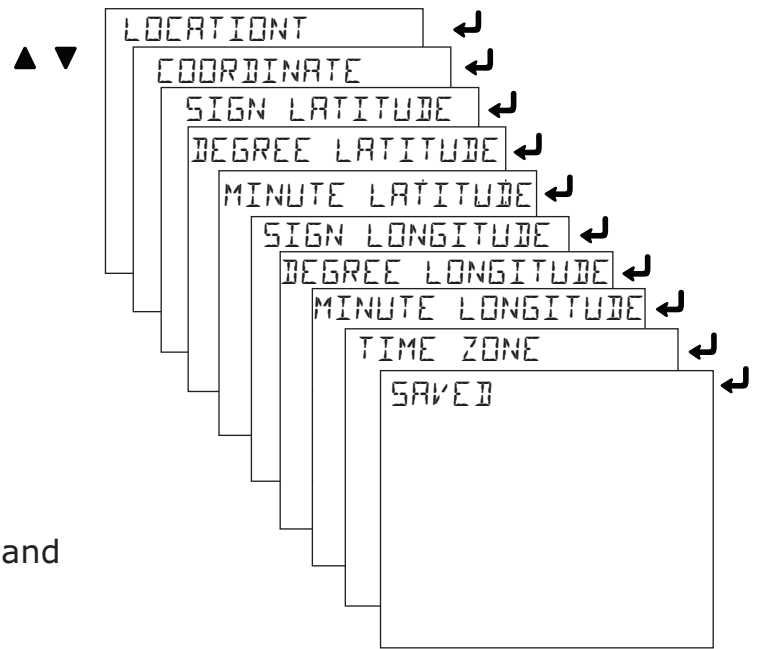 LOCATIONT
COORDINATE
SIGN LATITUDE
DEGREE LATITUDE
MINUTE LATITUDE
SIGN LONGITUDE
DEGREE LONGITUDE
MINUTE LONGITUDE
TIME ZONE
SAVED
and